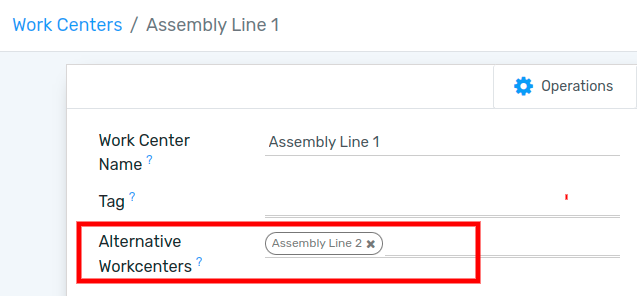 Work Centers / Assembly Line 1
Operations
Work Center
Name ?
Assembly Line 1
Tag ?
Alternative
Workcenters ?
Assembly Line 2 ✖